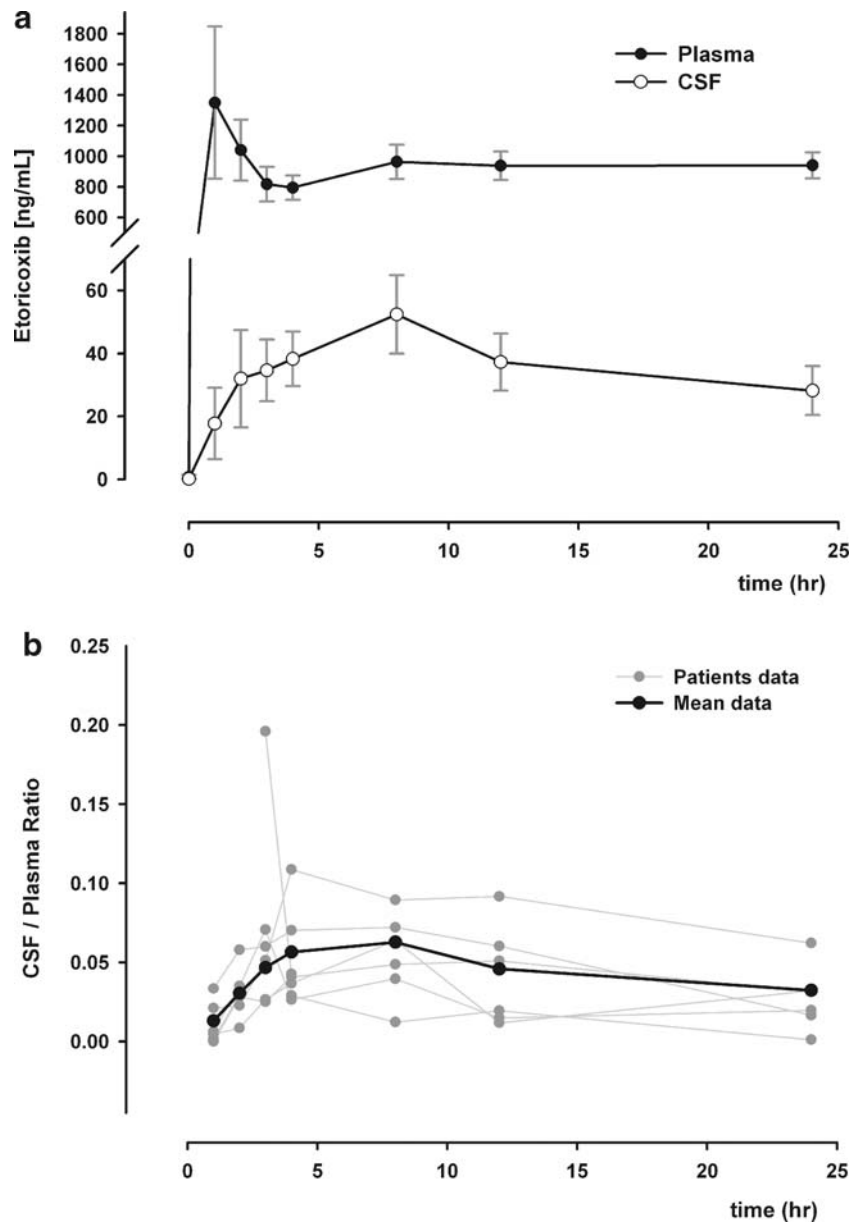 a
1800
1600
1400
1200
1000
800
600
60
40
20
0
Etoricoxib [ng/mL]
Plasma
CSF
0 5 10 15 20 25
time (hr)
b
0.25
0.20
0.15
0.10
0.05
0.00
CSF / Plasma Ratio
Patients data
Mean data
0 5 10 15 20 25
time (hr)